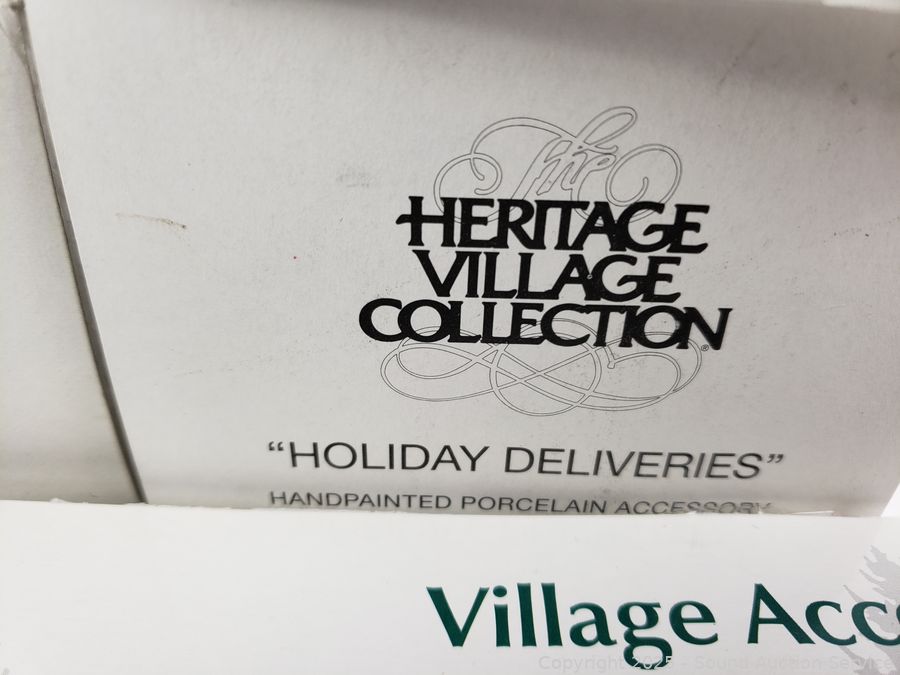 The
HERITAGE
VILLAGE
COLLECTION®
“HOLIDAY DELIVERIES”
HANDPAINTED PORCELAIN ACCESSORY
Village Acc
Copyright 2025 - Sound Auction Service